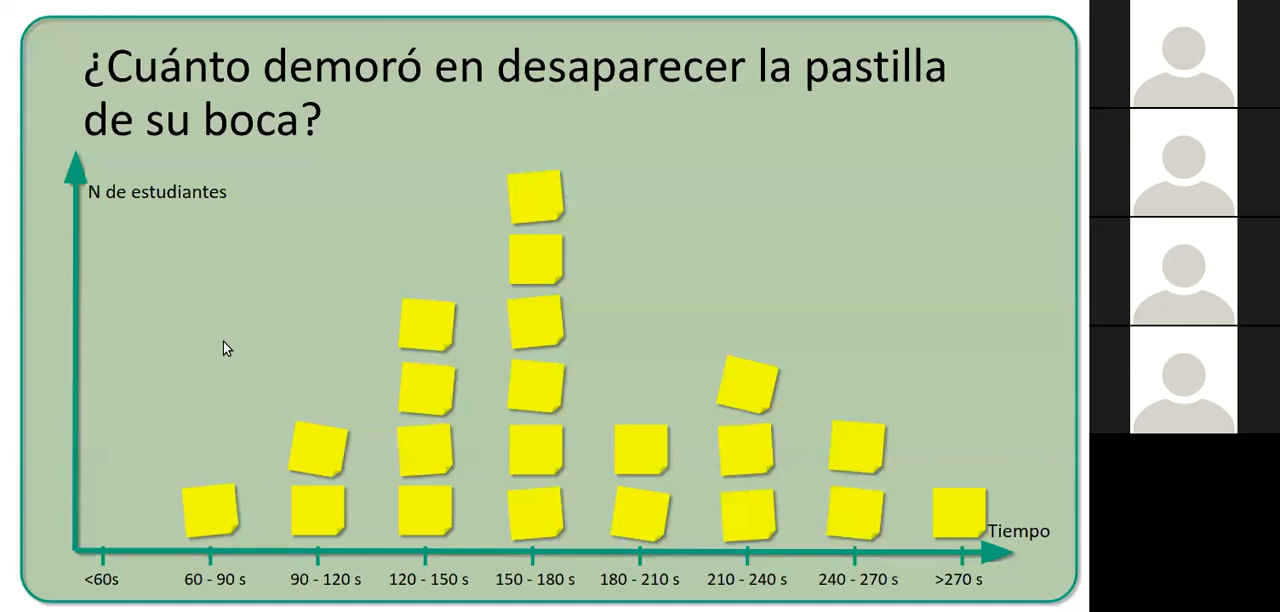 ¿Cuánto demoró en desaparecer la pastilla
de su boca?
N de estudiantes
Tiempo
<60s
60 - 90 s
90 - 120 s
120 - 150 s
150 - 180 s
180 - 210 s
210 - 240 s
240 - 270 s
>270 s